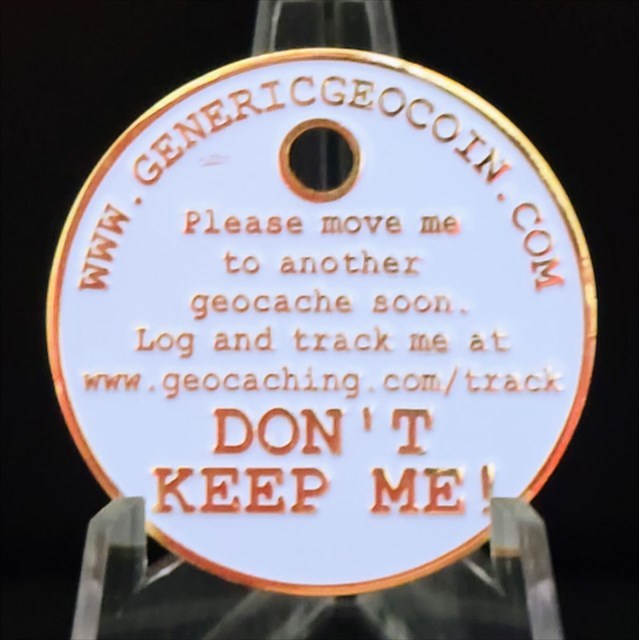 WWW.GENERICGEOCOIN.COM
Please move me
to another
geocache soon.
Log and track me at
www.geocaching.com/track
DON'T
KEEP ME!